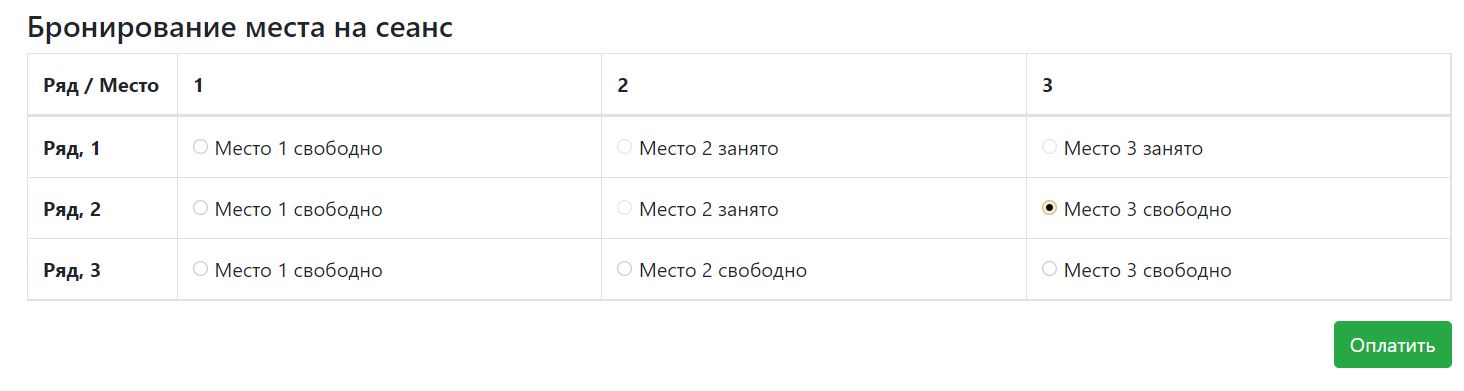 Бронирование места на сеанс
Ряд / Место 1 2 3
Ряд, 1 Место 1 свободно Место 2 занято Место 3 занято
Ряд, 2 Место 1 свободно Место 2 занято Место 3 свободно
Ряд, 3 Место 1 свободно Место 2 свободно Место 3 свободно
Оплатить